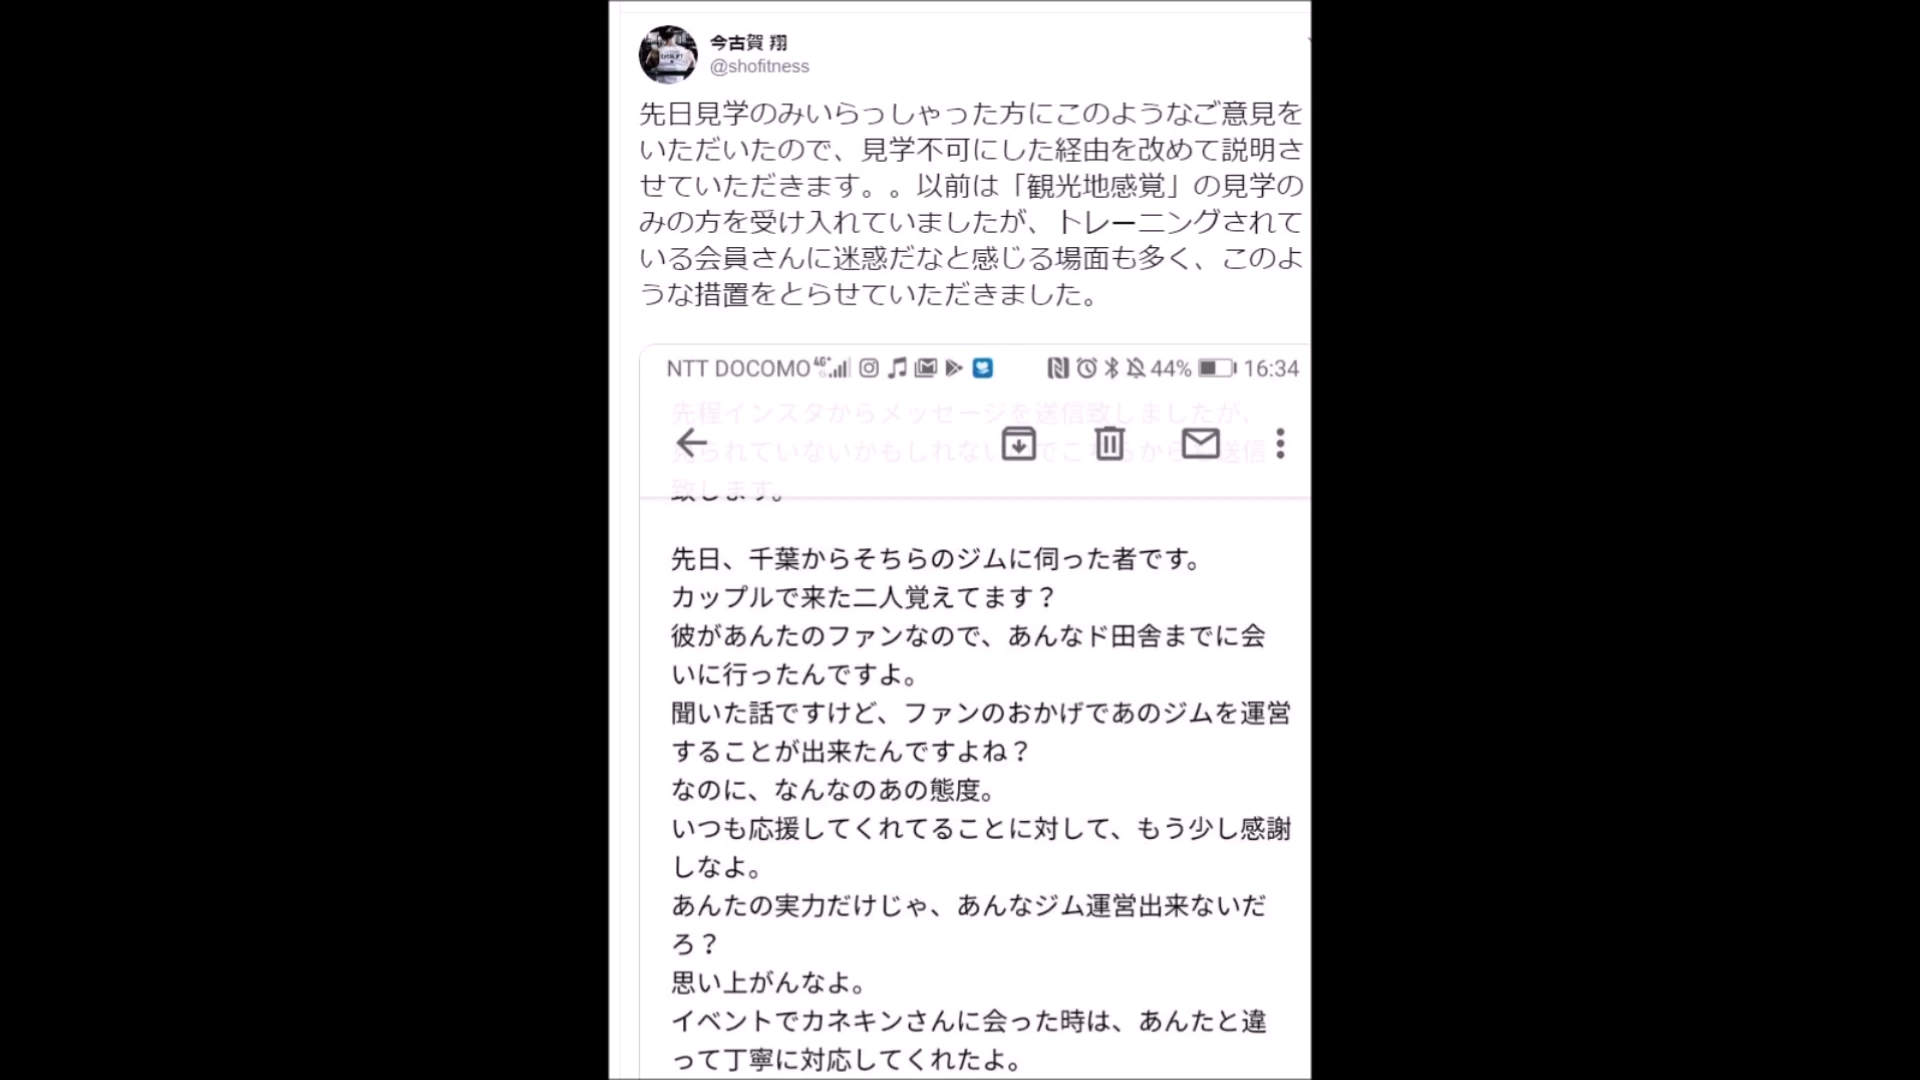 今古賀 翔
@shofitness
先日見学のみいらっしゃった方にこのようなご意見を
いただいたので、見学不可にした経由を改めて説明さ
せていただきます。。以前は「観光地感覚」の見学の
みの方を受け入れていましたが、トレーニングされて
いる会員さんに迷惑だなと感じる場面も多く、このよ
うな措置をとらせていただきました。
NTT DOCOMO 4G+ 44% 16:34
先程インスタからメッセージを送信致しましたが、
られていないかもしれない でこ から 送信
致します。
先日、千葉からそちらのジムに伺った者です。
カップルで来た二人覚えてます？
彼があんたのファンなので、あんなド田舎までに会
いに行ったんですよ。
聞いた話ですけど、ファンのおかげであのジムを運営
することが出来たんですよね？
なのに、なんなのあの態度。
いつも応援してくれてることに対して、もう少し感謝
しなよ。
あんたの実力だけじゃ、あんなジム運営出来ないだ
ろ？
思い上がんなよ。
イベントでカネキンさんに会った時は、あんたと違
って丁寧に対応してくれたよ。